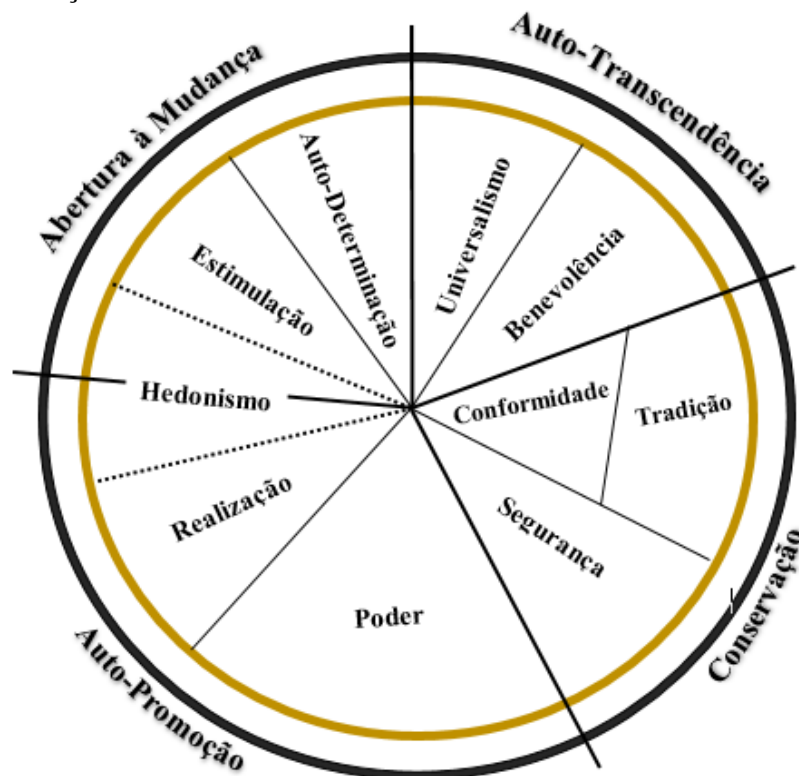 Auto-Transcendência
Abertura à Mudança
Auto-Determinação
Universalismo
Estimulação
Benevolência
Hedonismo
Conformidade
Tradição
Realização
Segurança
Poder
Conservação
Auto-Promoção